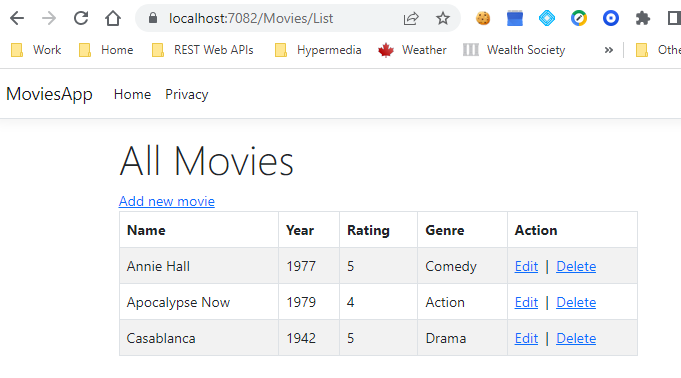 localhost:7082/Movies/List
Work Home REST Web APIs Hypermedia Weather Wealth Society » Othe
MoviesApp Home Privacy
All Movies
Add new movie
Name Year Rating Genre Action
Annie Hall 1977 5 Comedy Edit | Delete
Apocalypse Now 1979 4 Action Edit | Delete
Casablanca 1942 5 Drama Edit | Delete